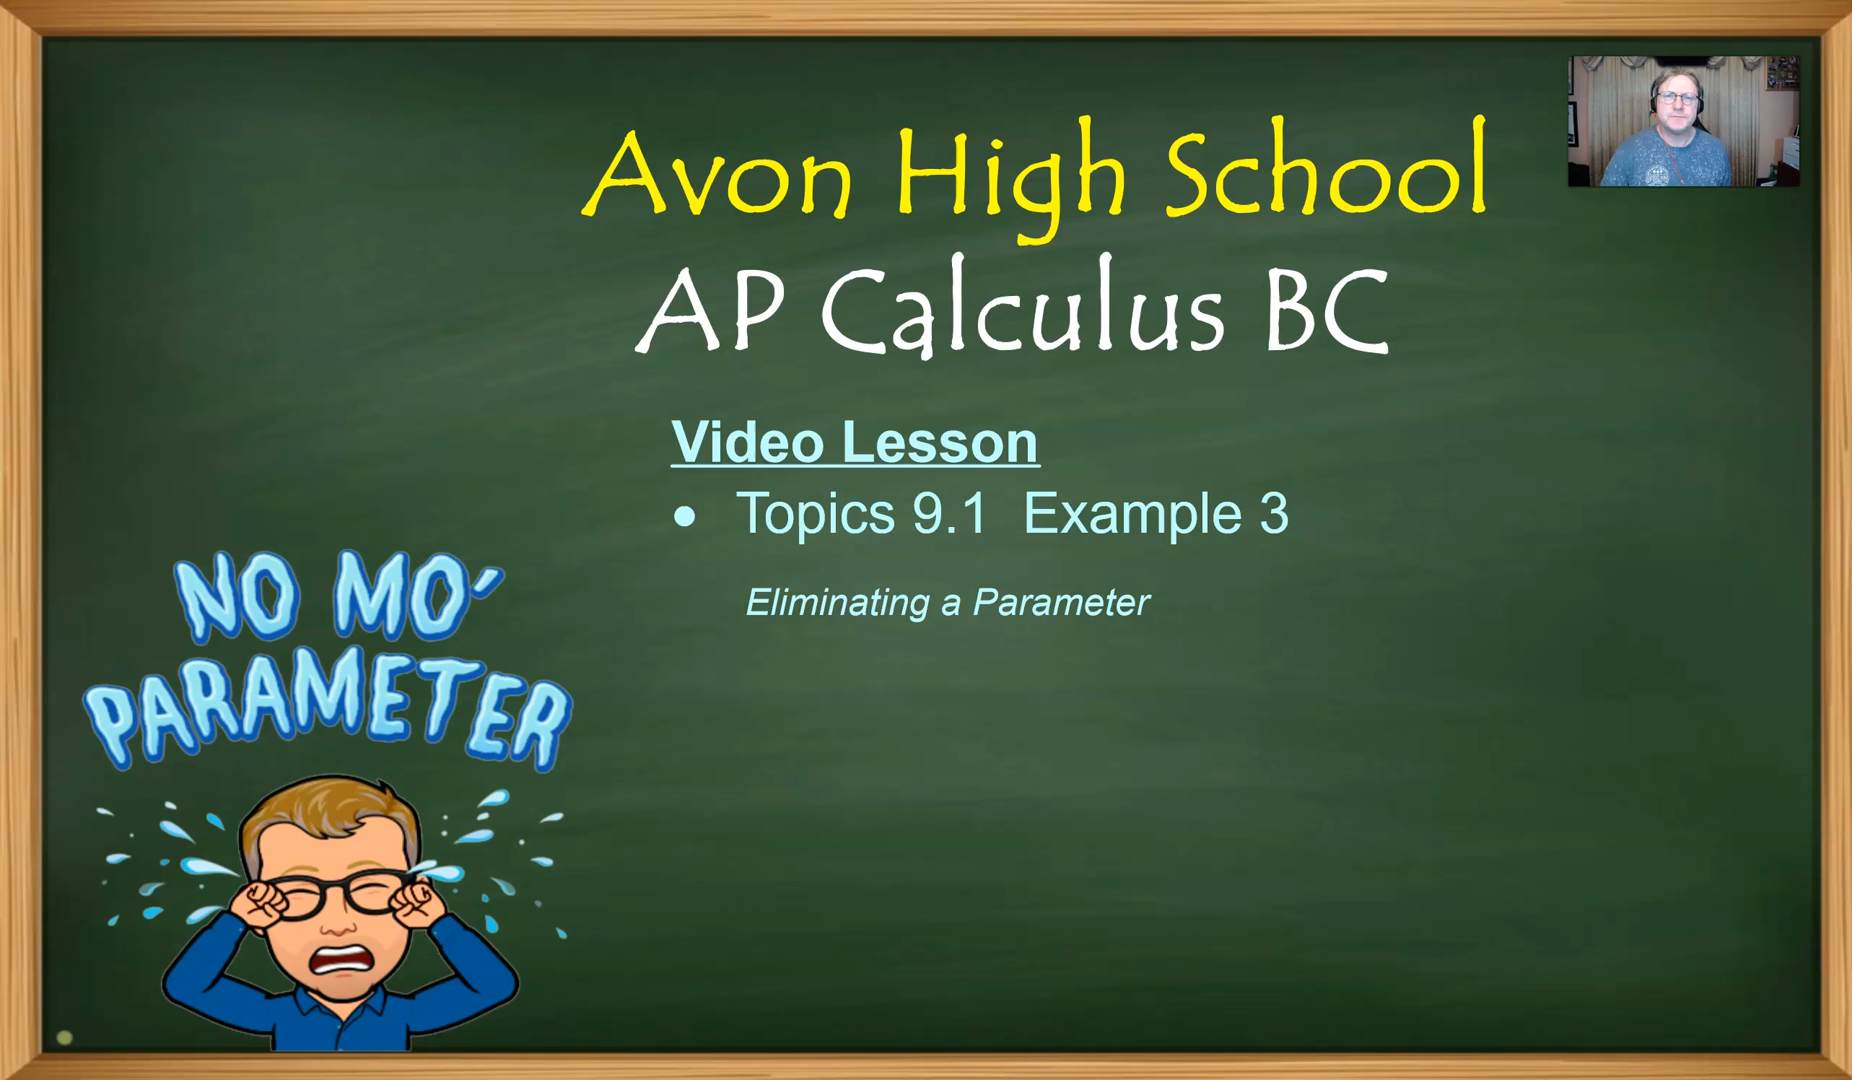 Avon High School
AP Calculus BC
Video Lesson
● Topics 9.1 Example 3
Eliminating a Parameter
NO MO'
PARAMETER